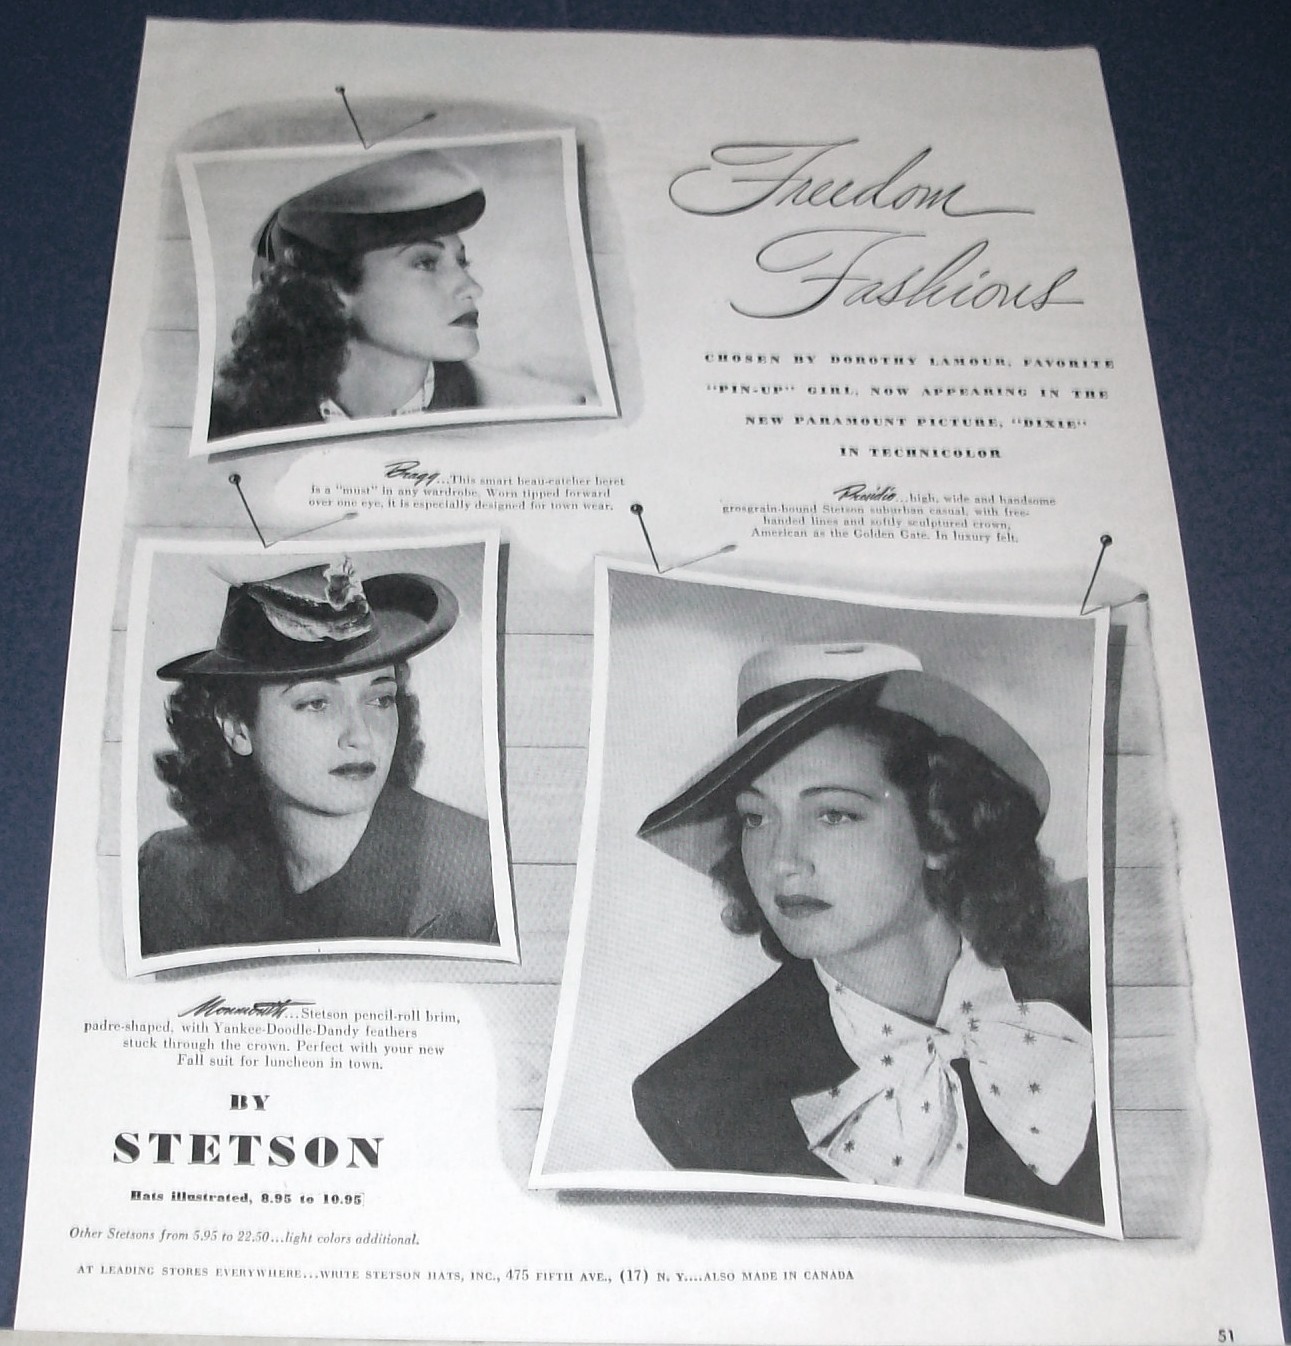 Freedom
Fashions
CHOSEN BY DOROTHY LAMOUR, FAVORITE
"PIN-UP" GIRL, NOW APPEARING IN THE
NEW PARAMOUNT PICTURE, "DIXIE"
IN TECHNICOLOR
Bragg...This smart beau-catcher beret
is a "must" in any wardrobe. Worn tipped forward
over one eye, it is especially designed for town wear.
Presidio...high, wide and handsome
grosgrain-bound Stetson suburban casual, with free-
handed lines and softly sculptured crown,
American as the Golden Gate. In luxury felt.
Monmouth...Stetson pencil-roll brim,
padre-shaped, with Yankee-Doodle-Dandy feathers
stuck through the crown. Perfect with your new
Fall suit for luncheon in town.
BY
STETSON
Hats illustrated, 8.95 to 10.95
Other Stetsons from 5.95 to 22.50...light colors additional.
AT LEADING STORES EVERYWHERE...WRITE STETSON HATS, INC., 475 FIFTH AVE., (17) N. Y....ALSO MADE IN CANADA
51